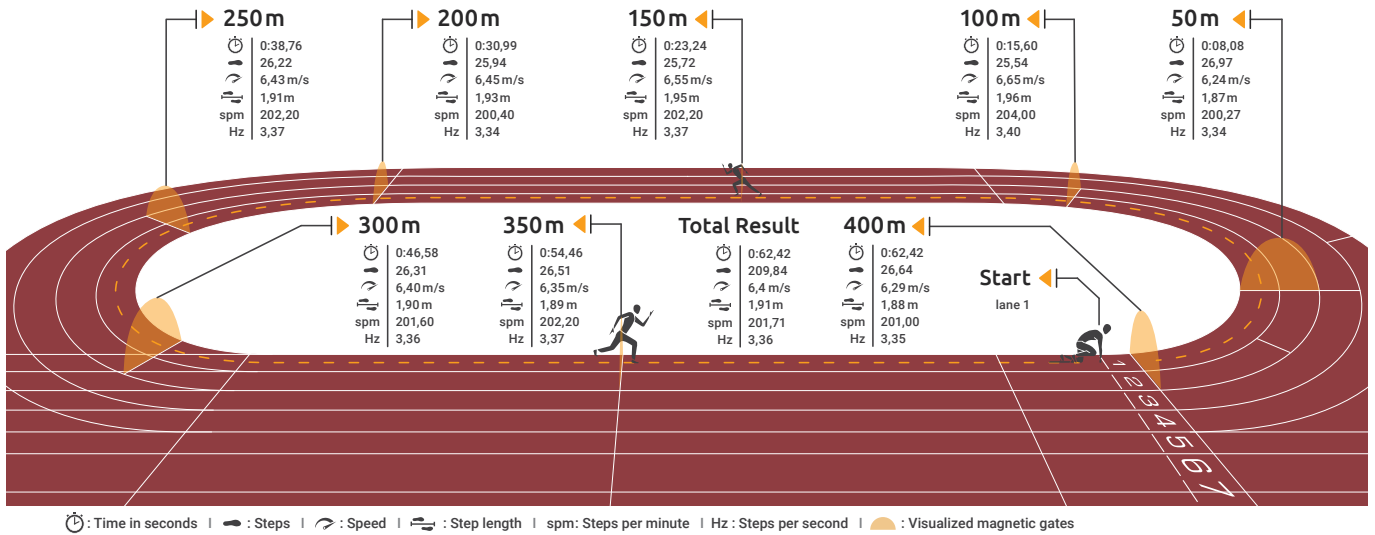 250 m
0:38,76
26,22
6,43 m/s
1,91 m
spm 202,20
Hz 3,37
200 m
0:30,99
25,94
6,45 m/s
1,93 m
spm 200,40
Hz 3,34
150 m
0:23,24
25,72
6,55 m/s
1,95 m
spm 202,20
Hz 3,37
100 m
0:15,60
25,54
6,65 m/s
1,96 m
spm 204,00
Hz 3,40
50 m
0:08,08
26,97
6,24 m/s
1,87 m
spm 200,27
Hz 3,34
300 m
0:46,58
26,31
6,40 m/s
1,90 m
spm 201,60
Hz 3,36
350 m
0:54,46
26,51
6,35 m/s
1,89 m
spm 202,20
Hz 3,37
Total Result
0:62,42
209,84
6,4 m/s
1,91 m
spm 201,71
Hz 3,36
400 m
0:62,42
26,64
6,29 m/s
1,88 m
spm 201,00
Hz 3,35
Start
lane 1
1
2
3
4
5
6
7
: Time in seconds | : Steps | : Speed | : Step length | spm: Steps per minute | Hz : Steps per second | : Visualized magnetic gates